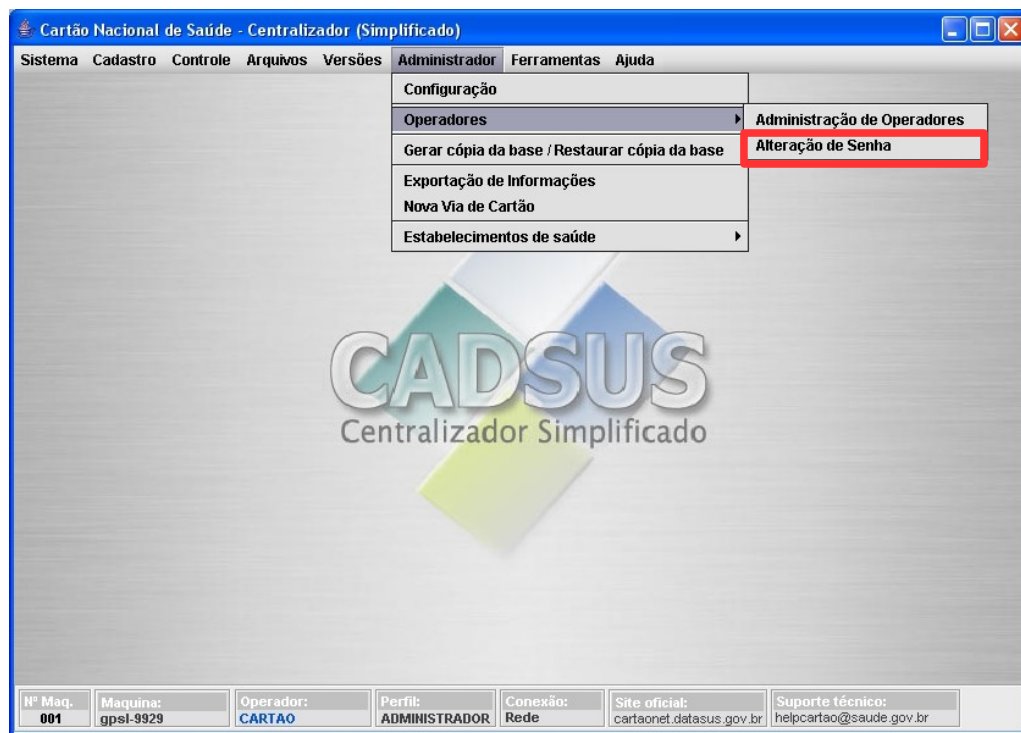 Cartão Nacional de Saúde - Centralizador (Simplificado)
Sistema Cadastro Controle Arquivos Versões Administrador Ferramentas Ajuda
Configuração
Operadores
Administração de Operadores
Alteração de Senha
Gerar cópia da base / Restaurar cópia da base
Exportação de Informações
Nova Via de Cartão
Estabelecimentos de saúde
CADSUS
Centralizador Simplificado
Nº Maq. Maquina: Operador: Perfil: Conexão: Site oficial: Suporte técnico:
001 gpsl-9929 CARTAO ADMINISTRADOR Rede cartaonet.datasus.gov.br helpcartao@saude.gov.br